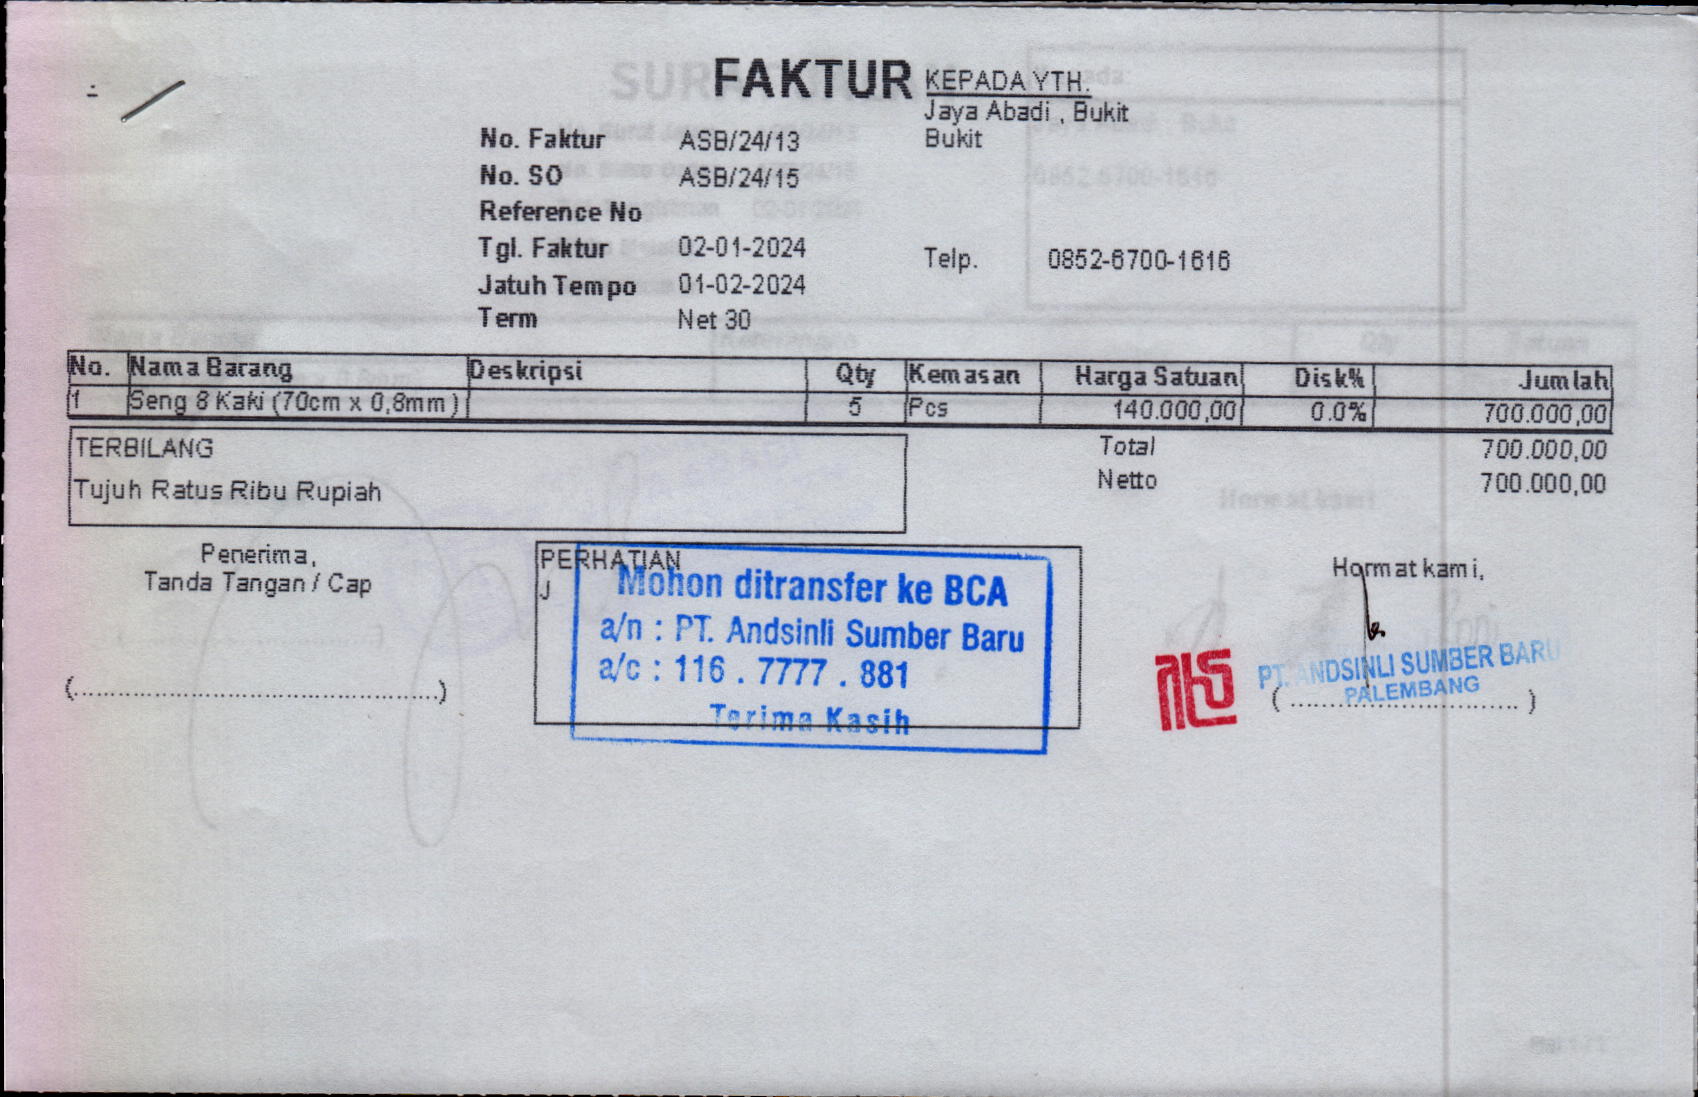 FAKTUR
KEPADA YTH.
Jaya Abadi , Bukit
Bukit
No. Faktur ASB/24/13
No. SO ASB/24/15
Reference No
Tgl. Faktur 02-01-2024
Telp. 0852-6700-1616
Jatuh Tempo 01-02-2024
Term Net 30
No. Nama Barang Deskripsi Qty Kemasan Harga Satuan Disk% Jumlah
1 Seng 8 Kaki (70cm x 0,8mm) 5 Pcs 140.000,00 0.0% 700.000,00
TERBILANG
Tujuh Ratus Ribu Rupiah
Total 700.000,00
Netto 700.000,00
Penerima,
Tanda Tangan / Cap
(........................................)
PERHATIAN
J
Mohon ditransfer ke BCA
a/n : PT. Andsinli Sumber Baru
a/c : 116 . 7777 . 881
Terima Kasih
Hormat kami,
PT. ANDSINLI SUMBER BARU
PALEMBANG
( ............................ )